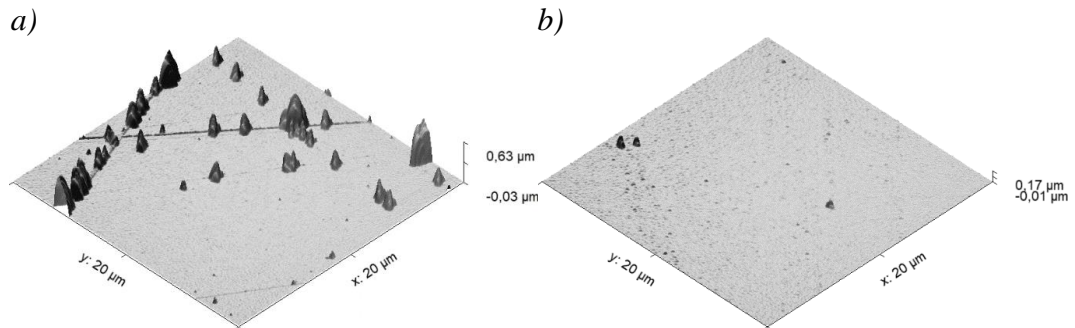 a)
0,63 µm
-0,03 µm
y: 20 µm
x: 20 µm
b)
0,17 µm
-0,01 µm
y: 20 µm
x: 20 µm